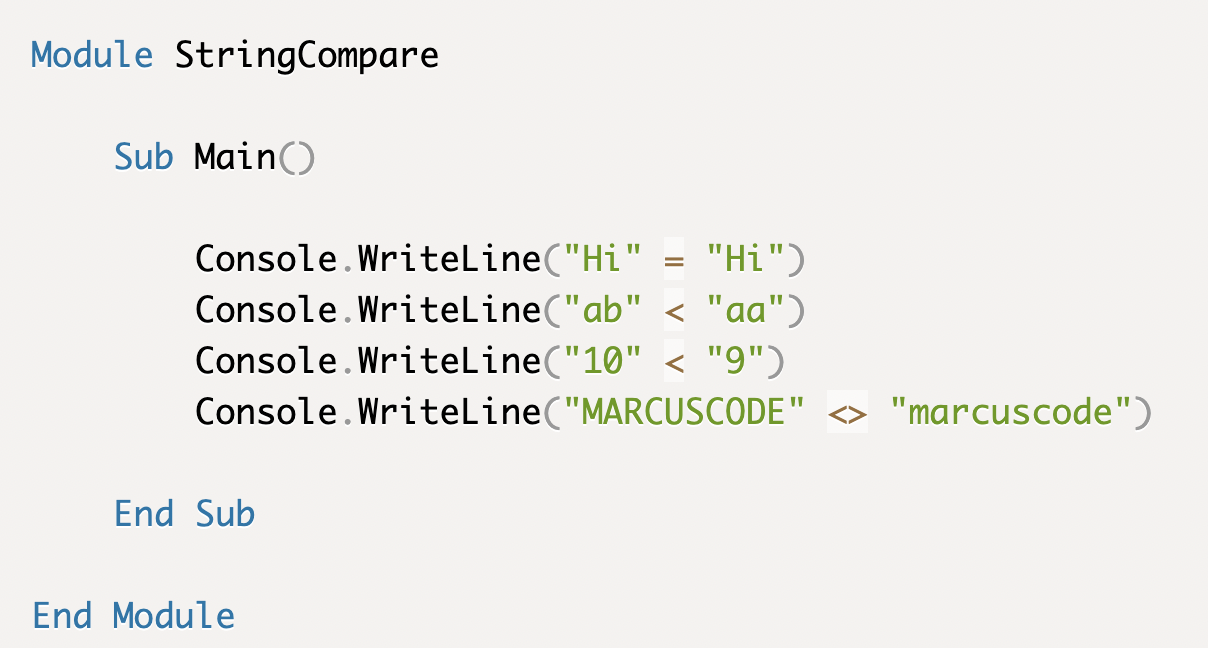 Module StringCompare
Sub Main()
Console.WriteLine("Hi" = "Hi")
Console.WriteLine("ab" < "aa")
Console.WriteLine("10" < "9")
Console.WriteLine("MARCUSCODE" <> "marcuscode")
End Sub
End Module